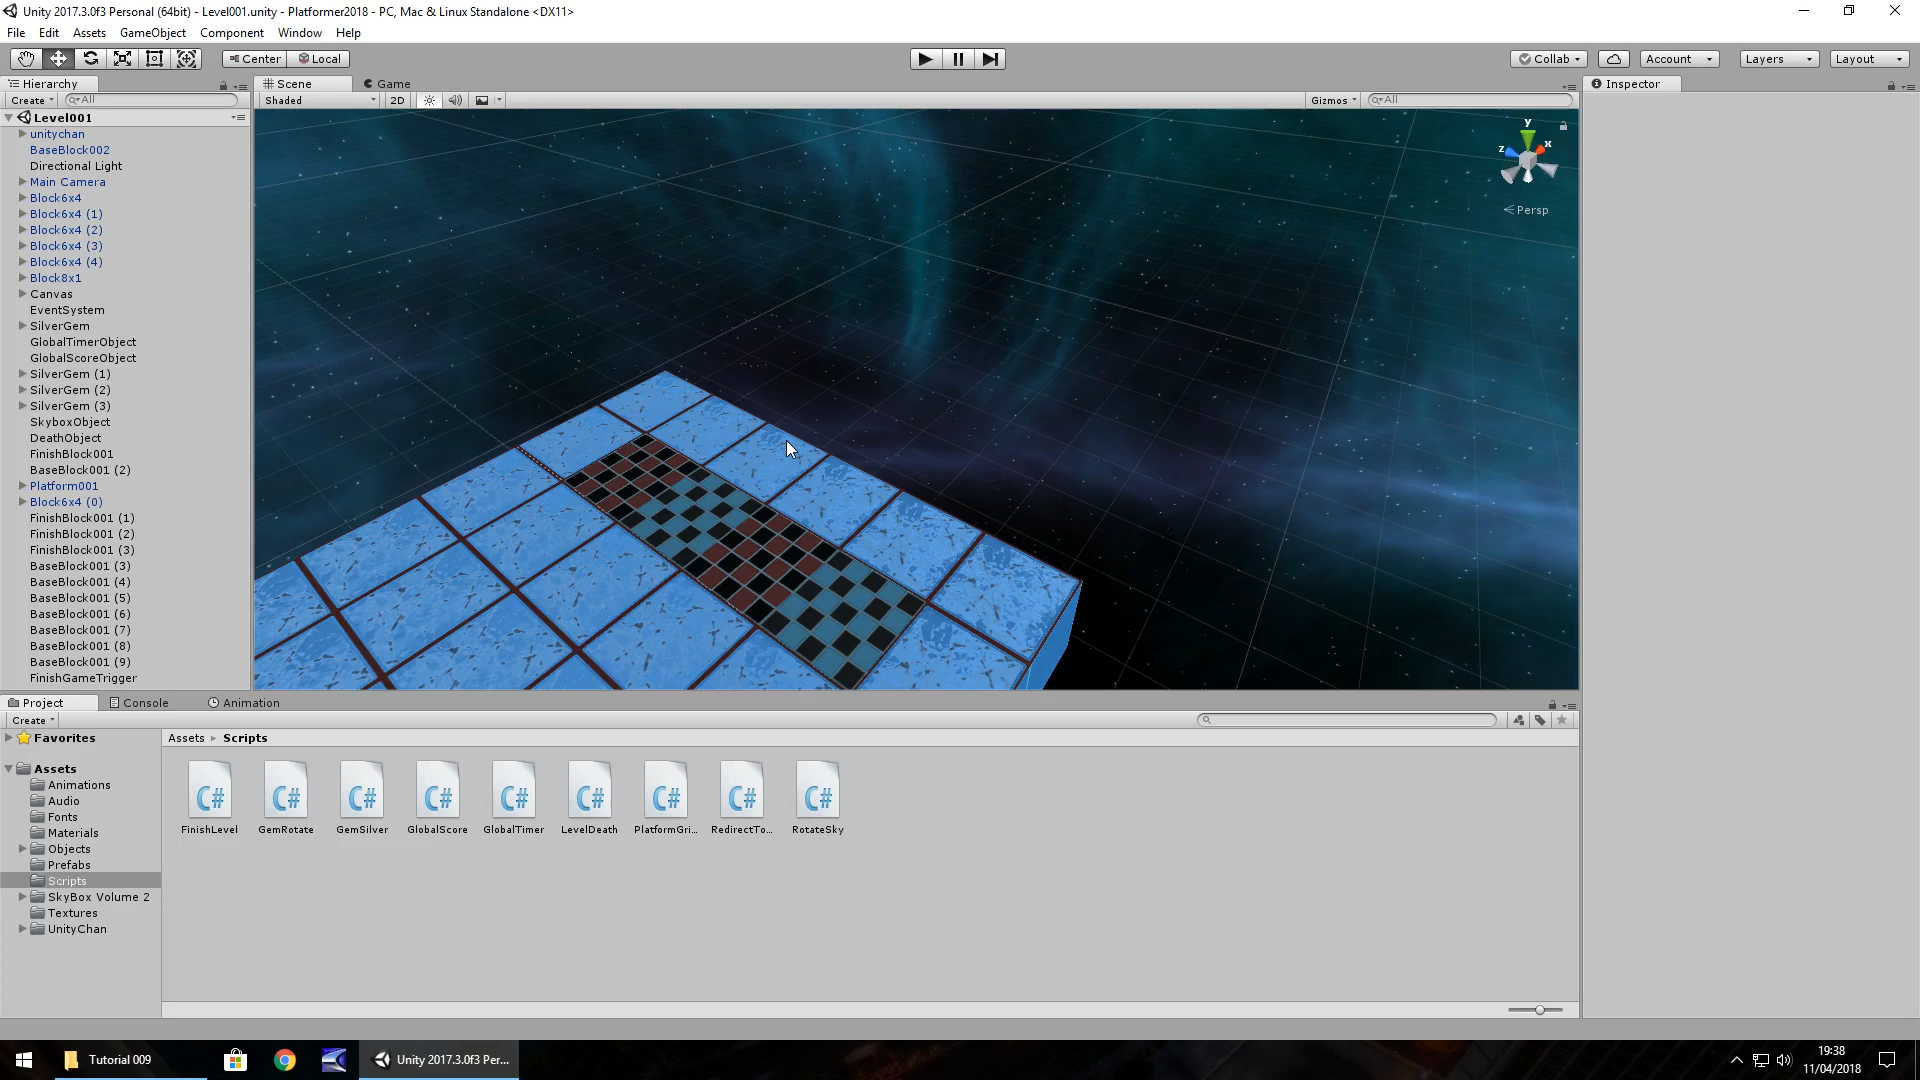 Unity 2017.3.0f3 Personal (64bit) - Level001.unity - Platformer2018 - PC, Mac & Linux Standalone <DX11>
File Edit Assets GameObject Component Window Help
Center Local Collab Account Layers Layout
Hierarchy Scene Game Inspector
Create All Shaded 2D Gizmos All
Level001
unitychan
BaseBlock002
Directional Light
Main Camera
Block6x4
Block6x4 (1)
Block6x4 (2)
Block6x4 (3)
Block6x4 (4)
Block8x1
Canvas
EventSystem
SilverGem
GlobalTimerObject
GlobalScoreObject
SilverGem (1)
SilverGem (2)
SilverGem (3)
SkyboxObject
DeathObject
FinishBlock001
BaseBlock001 (2)
Platform001
Block6x4 (0)
FinishBlock001 (1)
FinishBlock001 (2)
FinishBlock001 (3)
BaseBlock001 (3)
BaseBlock001 (4)
BaseBlock001 (5)
BaseBlock001 (6)
BaseBlock001 (7)
BaseBlock001 (8)
BaseBlock001 (9)
FinishGameTrigger
y
z x
Persp
Project Console Animation
Create
Favorites
Assets
Animations
Audio
Fonts
Materials
Objects
Prefabs
Scripts
SkyBox Volume 2
Textures
UnityChan
Assets Scripts
C# C# C# C# C# C# C# C# C#
FinishLevel GemRotate GemSilver GlobalScore GlobalTimer LevelDeath PlatformGri... RedirectTo... RotateSky
Tutorial 009
Unity 2017.3.0f3 Per...
19:38
11/04/2018